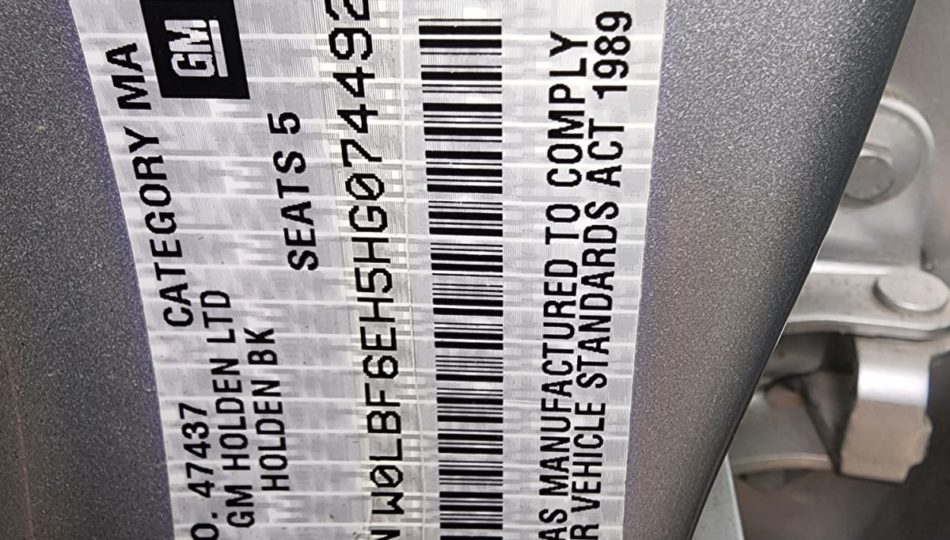 O. 47437 CATEGORY MA
GM
GM HOLDEN LTD
HOLDEN BK SEATS 5
N W0LBF6EH5HG074492
AS MANUFACTURED TO COMPLY
R VEHICLE STANDARDS ACT 1989